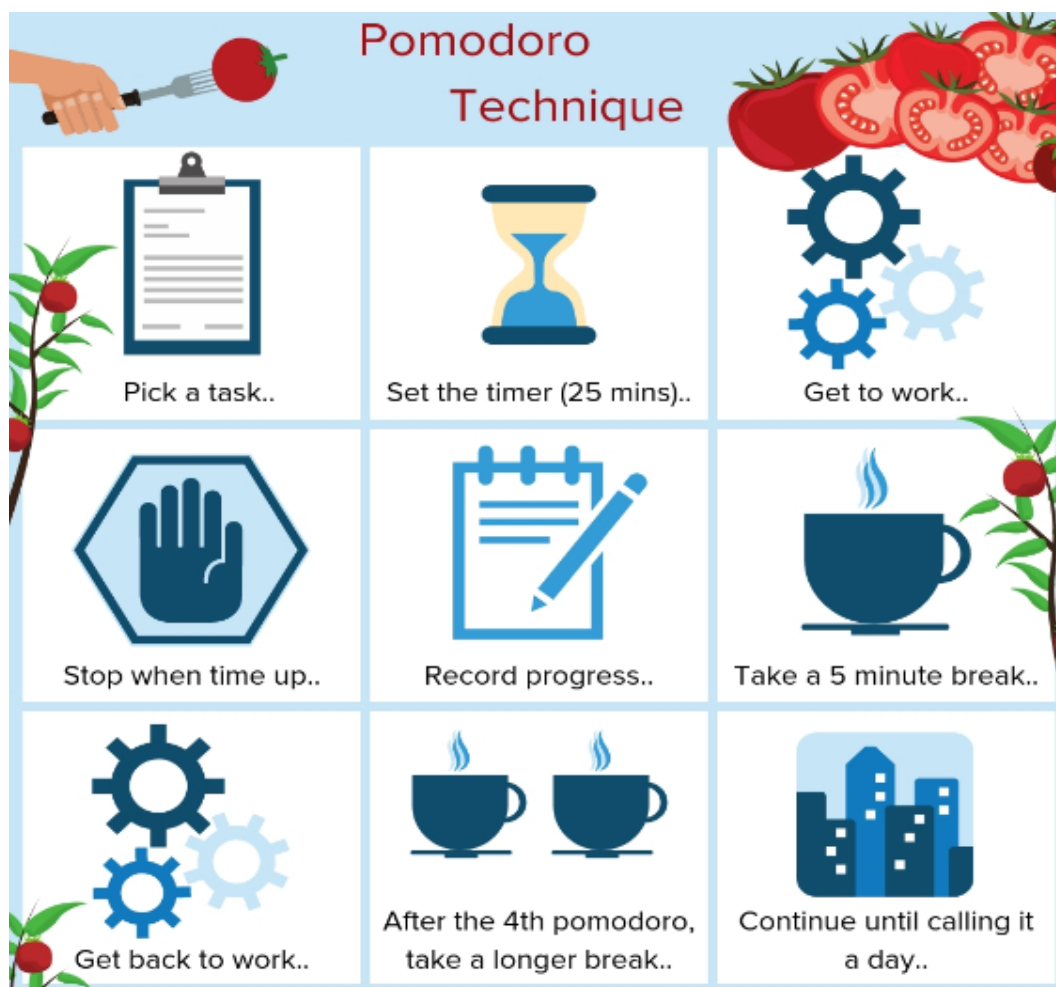 Pomodoro
Technique
Pick a task..
Set the timer (25 mins)..
Get to work..
Stop when time up..
Record progress..
Take a 5 minute break..
Get back to work..
After the 4th pomodoro,
take a longer break..
Continue until calling it
a day..